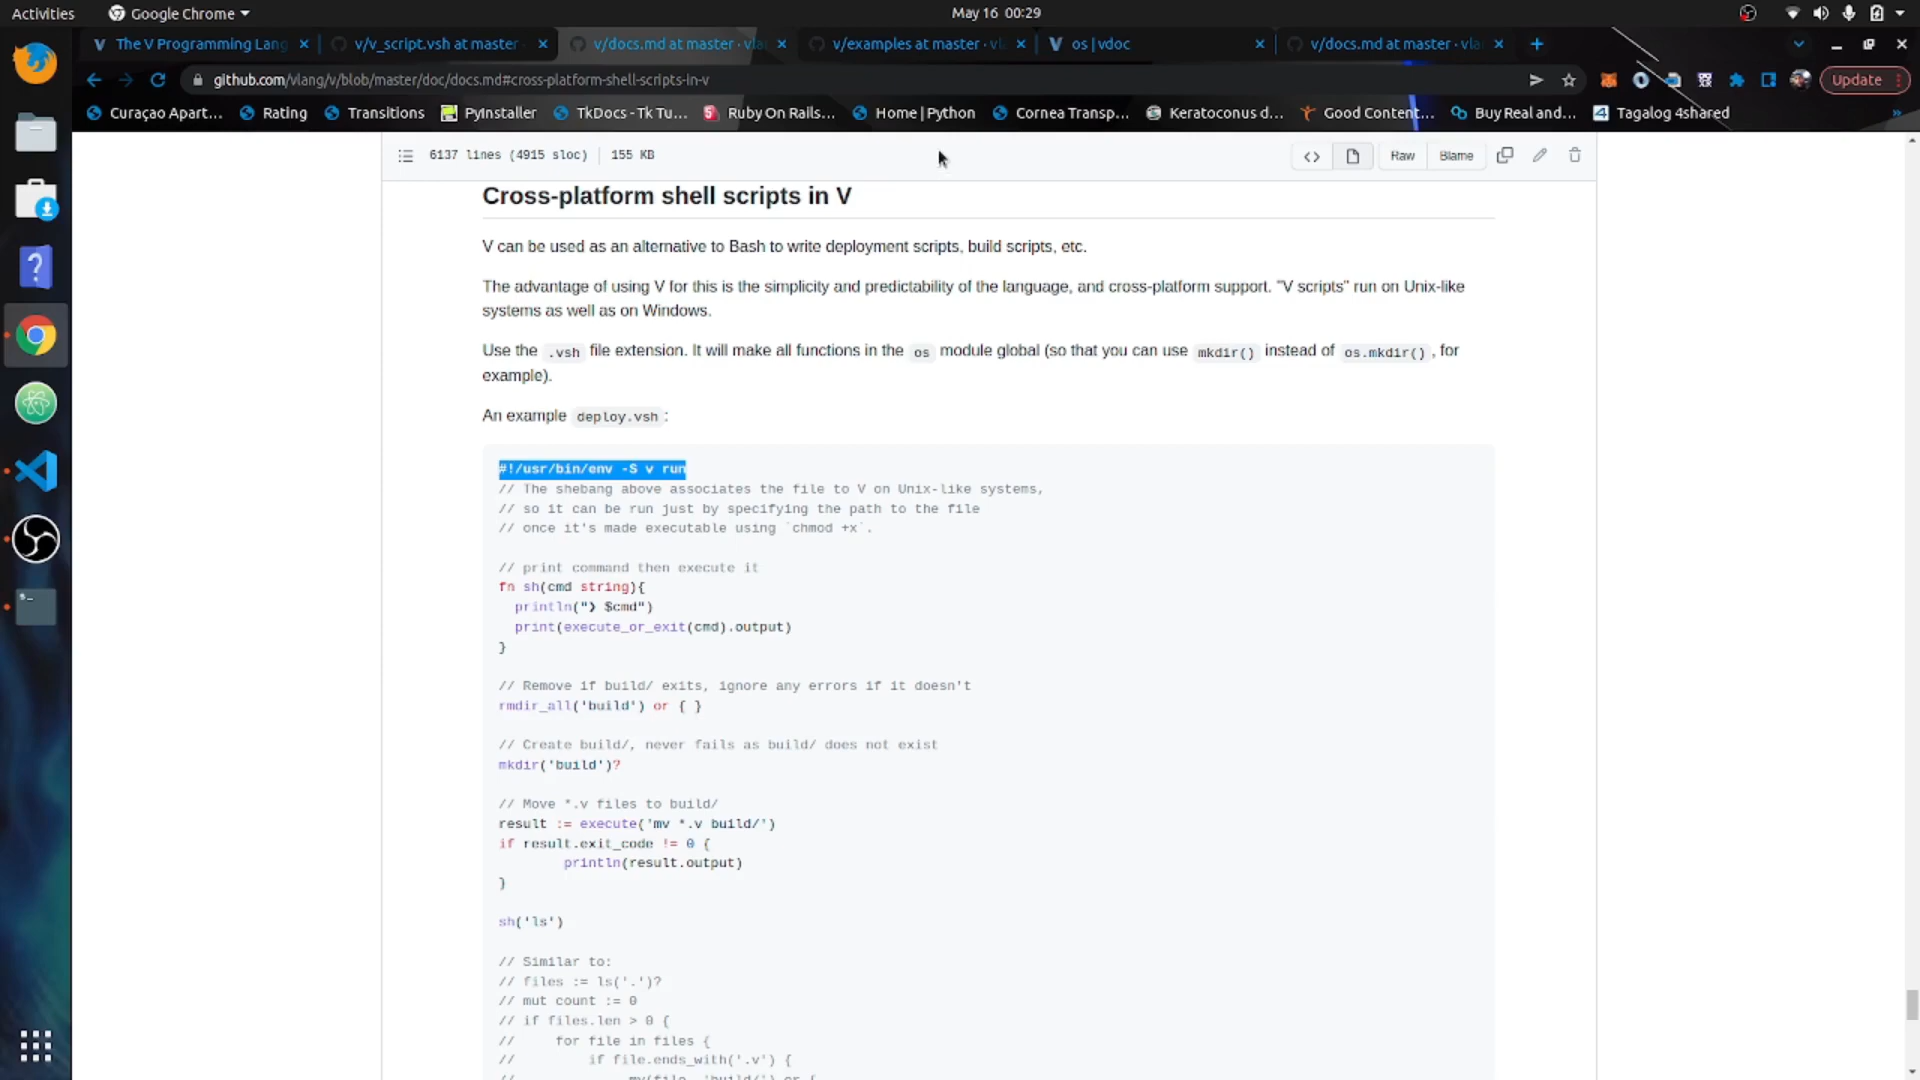 Activities
Google Chrome
May 16 00:29
The V Programming Lang
v/v_script.vsh at master
v/docs.md at master · vla
v/examples at master · vl
os | vdoc
v/docs.md at master · vla
github.com/vlang/v/blob/master/doc/docs.md#cross-platform-shell-scripts-in-v
Update
Curaçao Apart...
Rating
Transitions
PyInstaller
TkDocs - Tk Tu...
Ruby On Rails...
Home | Python
Cornea Transp...
Keratoconus d...
Good Content...
Buy Real and...
Tagalog 4shared
6137 lines (4915 sloc) 155 KB
Raw
Blame
Cross-platform shell scripts in V
V can be used as an alternative to Bash to write deployment scripts, build scripts, etc.
The advantage of using V for this is the simplicity and predictability of the language, and cross-platform support. "V scripts" run on Unix-like
systems as well as on Windows.
Use the .vsh file extension. It will make all functions in the os module global (so that you can use mkdir() instead of os.mkdir() , for
example).
An example deploy.vsh :
#!/usr/bin/env -S v run
// The shebang above associates the file to V on Unix-like systems,
// so it can be run just by specifying the path to the file
// once it's made executable using `chmod +x`.
// print command then execute it
fn sh(cmd string){
println("❯ $cmd")
print(execute_or_exit(cmd).output)
}
// Remove if build/ exits, ignore any errors if it doesn't
rmdir_all('build') or { }
// Create build/, never fails as build/ does not exist
mkdir('build')?
// Move *.v files to build/
result := execute('mv *.v build/')
if result.exit_code != 0 {
println(result.output)
}
sh('ls')
// Similar to:
// files := ls('.')?
// mut count := 0
// if files.len > 0 {
// for file in files {
// if file.ends_with('.v') {
// mv(file, 'build/') or {